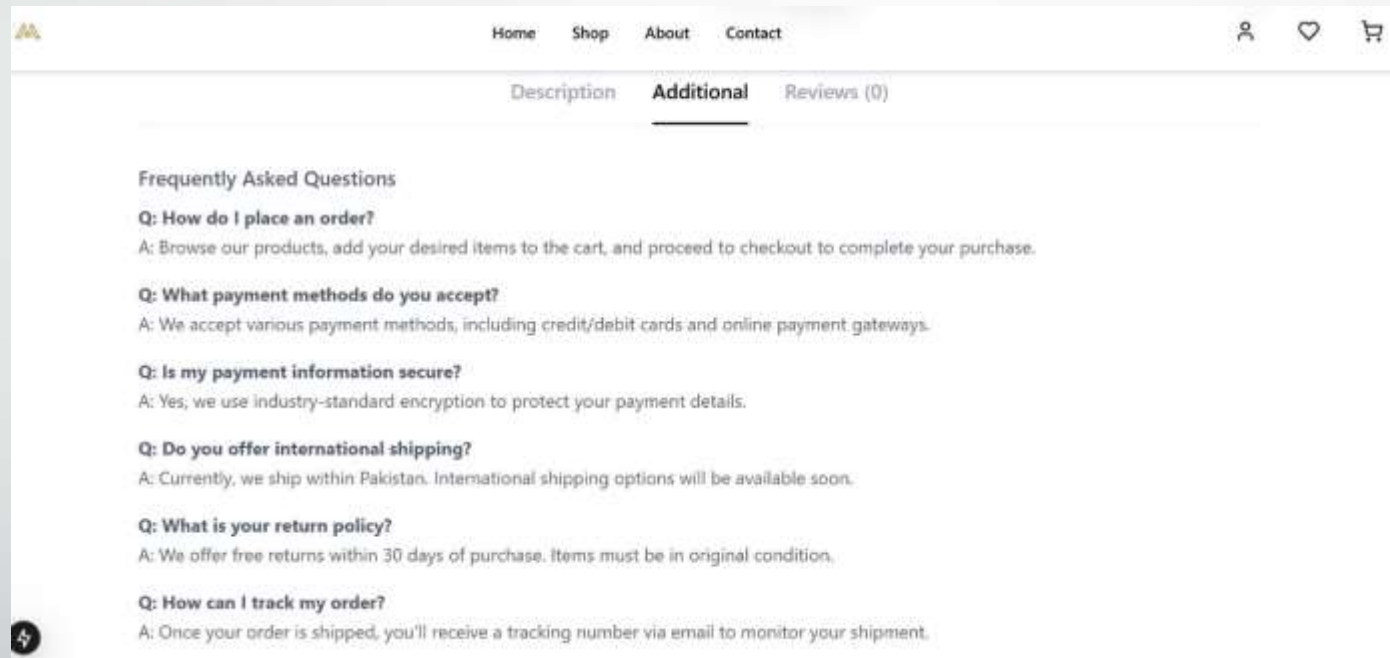 Home Shop About Contact
Description Additional Reviews (0)
Frequently Asked Questions
Q: How do I place an order?
A: Browse our products, add your desired items to the cart, and proceed to checkout to complete your purchase.
Q: What payment methods do you accept?
A: We accept various payment methods, including credit/debit cards and online payment gateways.
Q: Is my payment information secure?
A: Yes, we use industry-standard encryption to protect your payment details.
Q: Do you offer international shipping?
A: Currently, we ship within Pakistan. International shipping options will be available soon.
Q: What is your return policy?
A: We offer free returns within 30 days of purchase. Items must be in original condition.
Q: How can I track my order?
A: Once your order is shipped, you'll receive a tracking number via email to monitor your shipment.